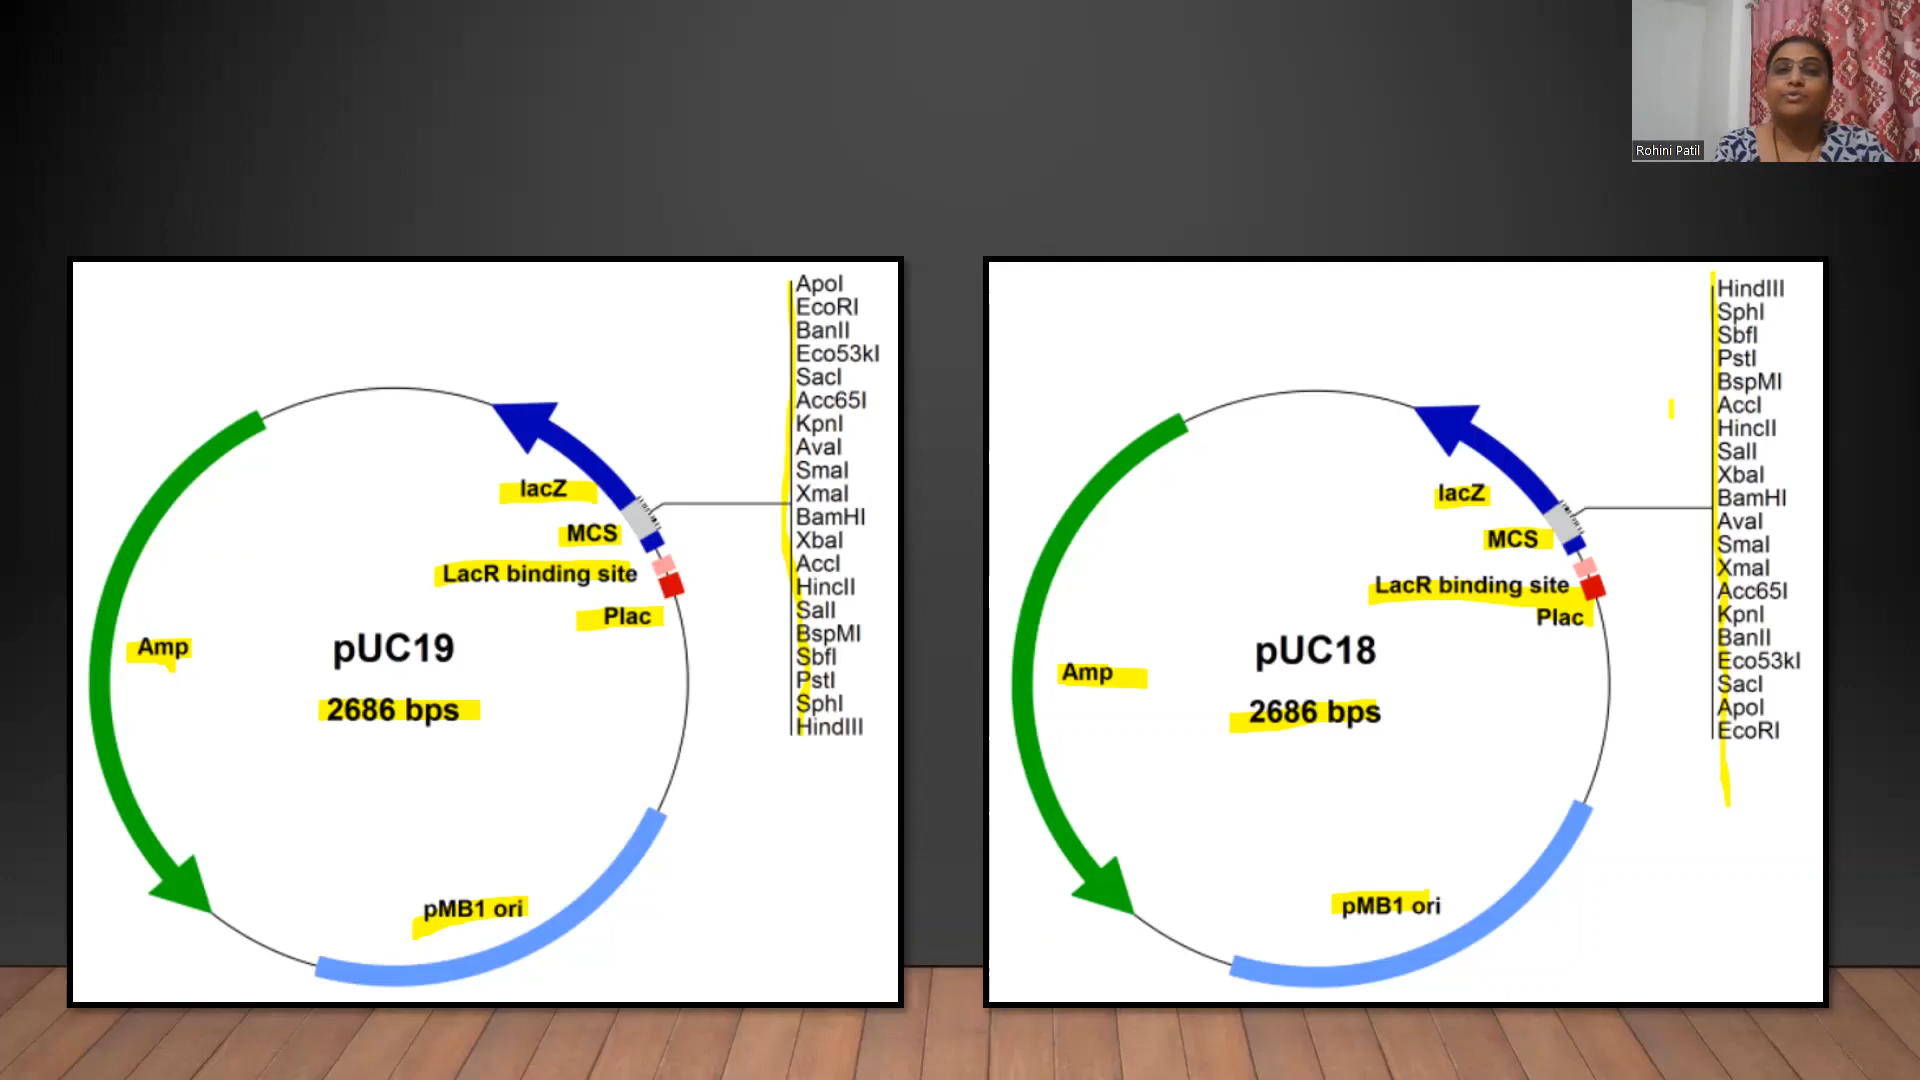 Rohini Patil
ApoI
EcoRI
BanII
Eco53kI
SacI
Acc65I
KpnI
AvaI
SmaI
XmaI
BamHI
XbaI
AccI
HincII
SalI
BspMI
SbfI
PstI
SphI
HindIII
lacZ
MCS
LacR binding site
Plac
Amp
pUC19
2686 bps
pMB1 ori
HindIII
SphI
SbfI
PstI
BspMI
AccI
HincII
SalI
XbaI
BamHI
AvaI
SmaI
XmaI
Acc65I
KpnI
BanII
Eco53kI
SacI
ApoI
EcoRI
lacZ
MCS
LacR binding site
Plac
Amp
pUC18
2686 bps
pMB1 ori